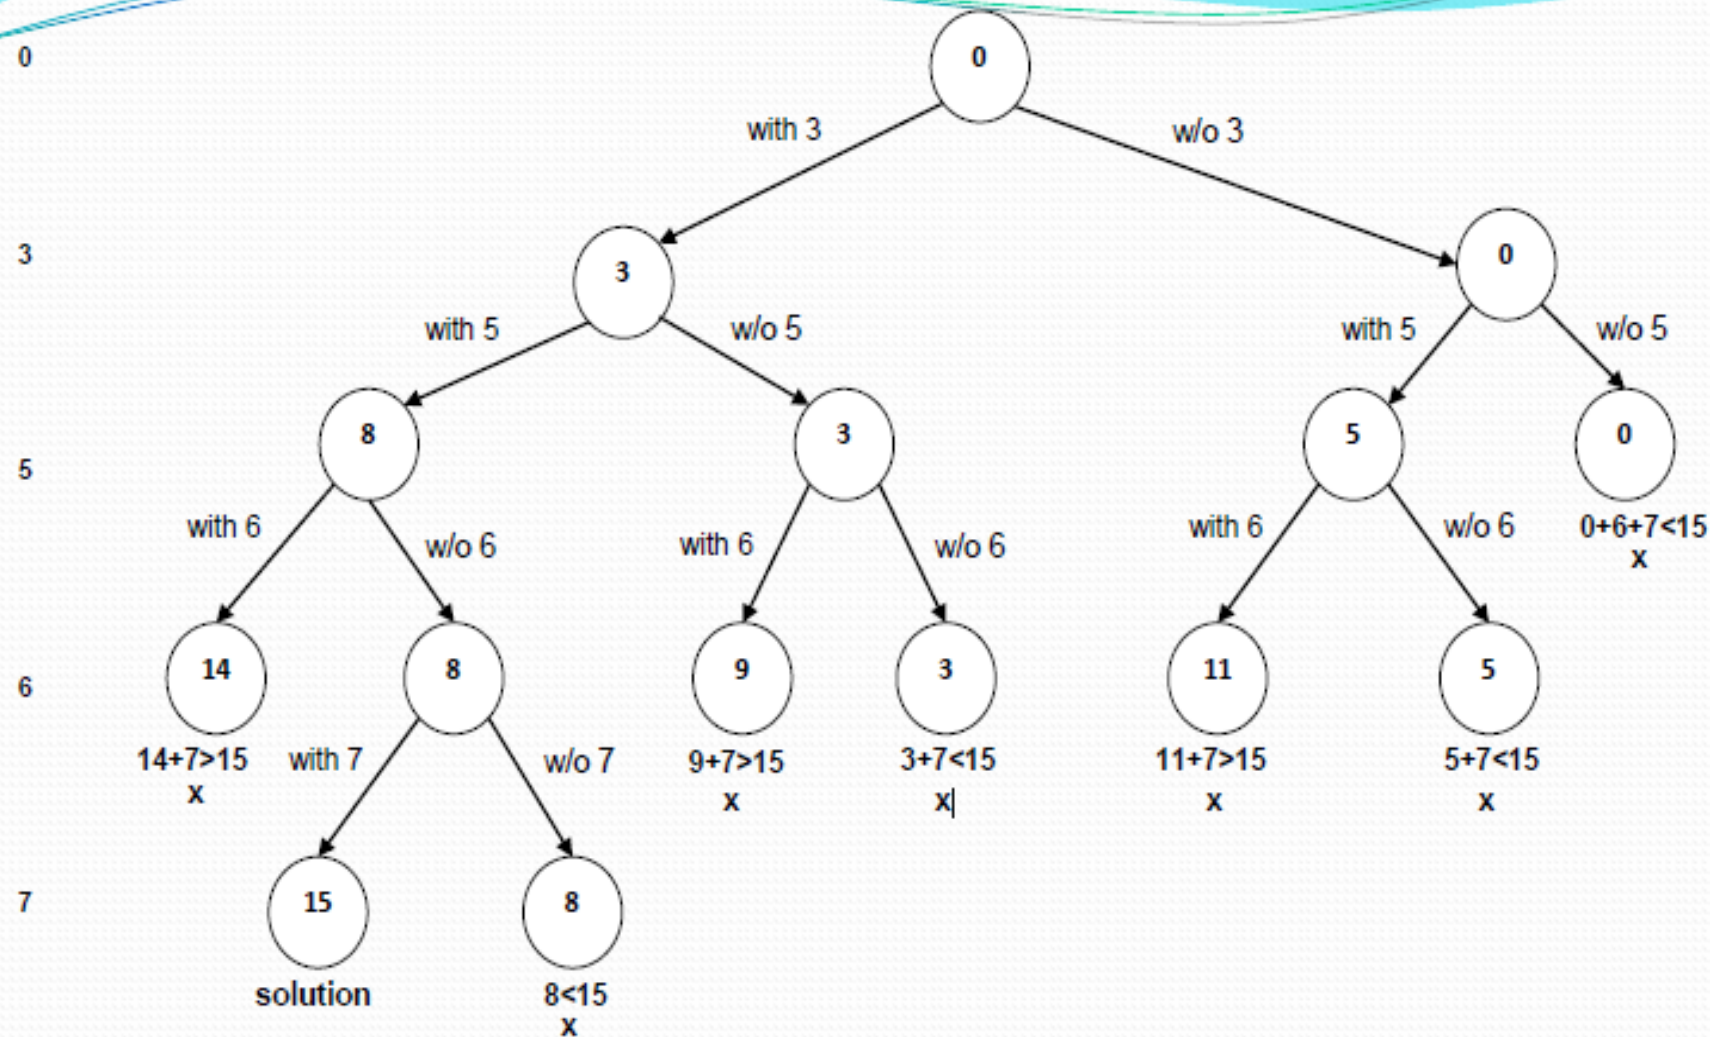 0
0
with 3
w/o 3
3
3
0
with 5
w/o 5
with 5
w/o 5
5
8
3
5
0
with 6
w/o 6
with 6
w/o 6
with 6
w/o 6
0+6+7<15
x
6
14
8
9
3
11
5
14+7>15
x
with 7
w/o 7
9+7>15
x
3+7<15
x
11+7>15
x
5+7<15
x
7
15
8
solution
8<15
x